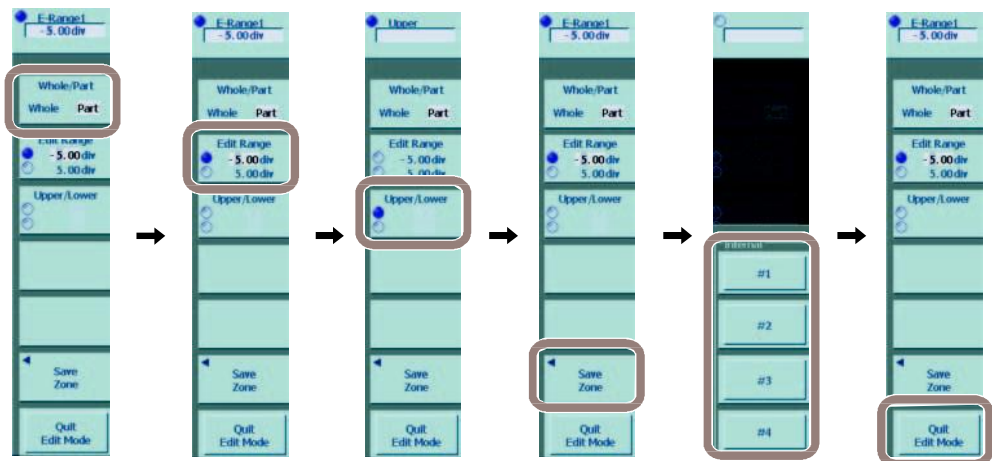 E-Range1
-5.00div
Whole/Part
Whole Part
Edit Range
-5.00div
5.00div
Upper/Lower
Save
Zone
Quit
Edit Mode
E-Range1
-5.00div
Whole/Part
Whole Part
Edit Range
-5.00div
5.00div
Upper/Lower
Save
Zone
Quit
Edit Mode
Upper
Whole/Part
Whole Part
Edit Range
-5.00div
5.00div
Upper/Lower
Save
Zone
Quit
Edit Mode
E-Range1
-5.00div
Whole/Part
Whole Part
Edit Range
-5.00div
5.00div
Upper/Lower
Save
Zone
Quit
Edit Mode
Internal
#1
#2
#3
#4
E-Range1
-5.00div
Whole/Part
Whole Part
Edit Range
-5.00div
5.00div
Upper/Lower
Save
Zone
Quit
Edit Mode